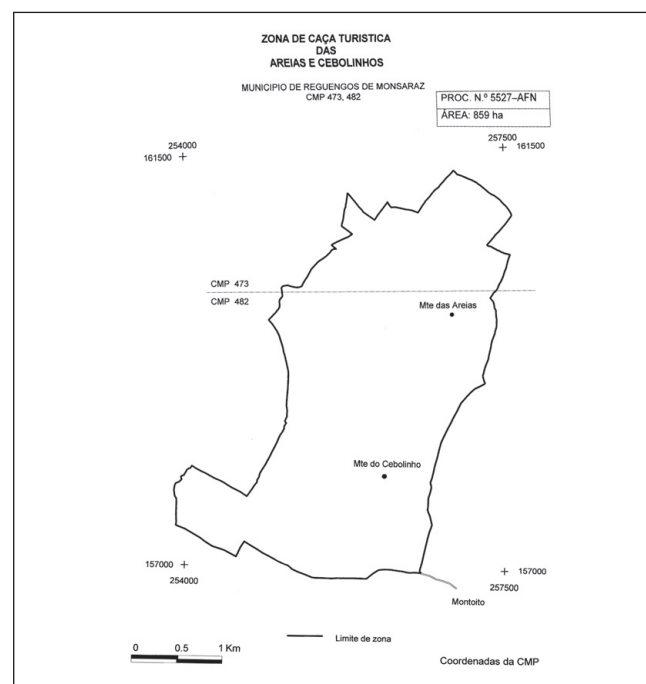 ZONA DE CAÇA TURISTICA
DAS
AREIAS E CEBOLINHOS
MUNICIPIO DE REGUENGOS DE MONSARAZ
CMP 473, 482
PROC. N.º 5527–AFN
ÁREA: 859 ha
254000
161500
257500
161500
CMP 473
CMP 482
Mte das Areias
Mte do Cebolinho
157000
254000
157000
257500
Montoito
Limite de zona
0 0.5 1 Km
Coordenadas da CMP